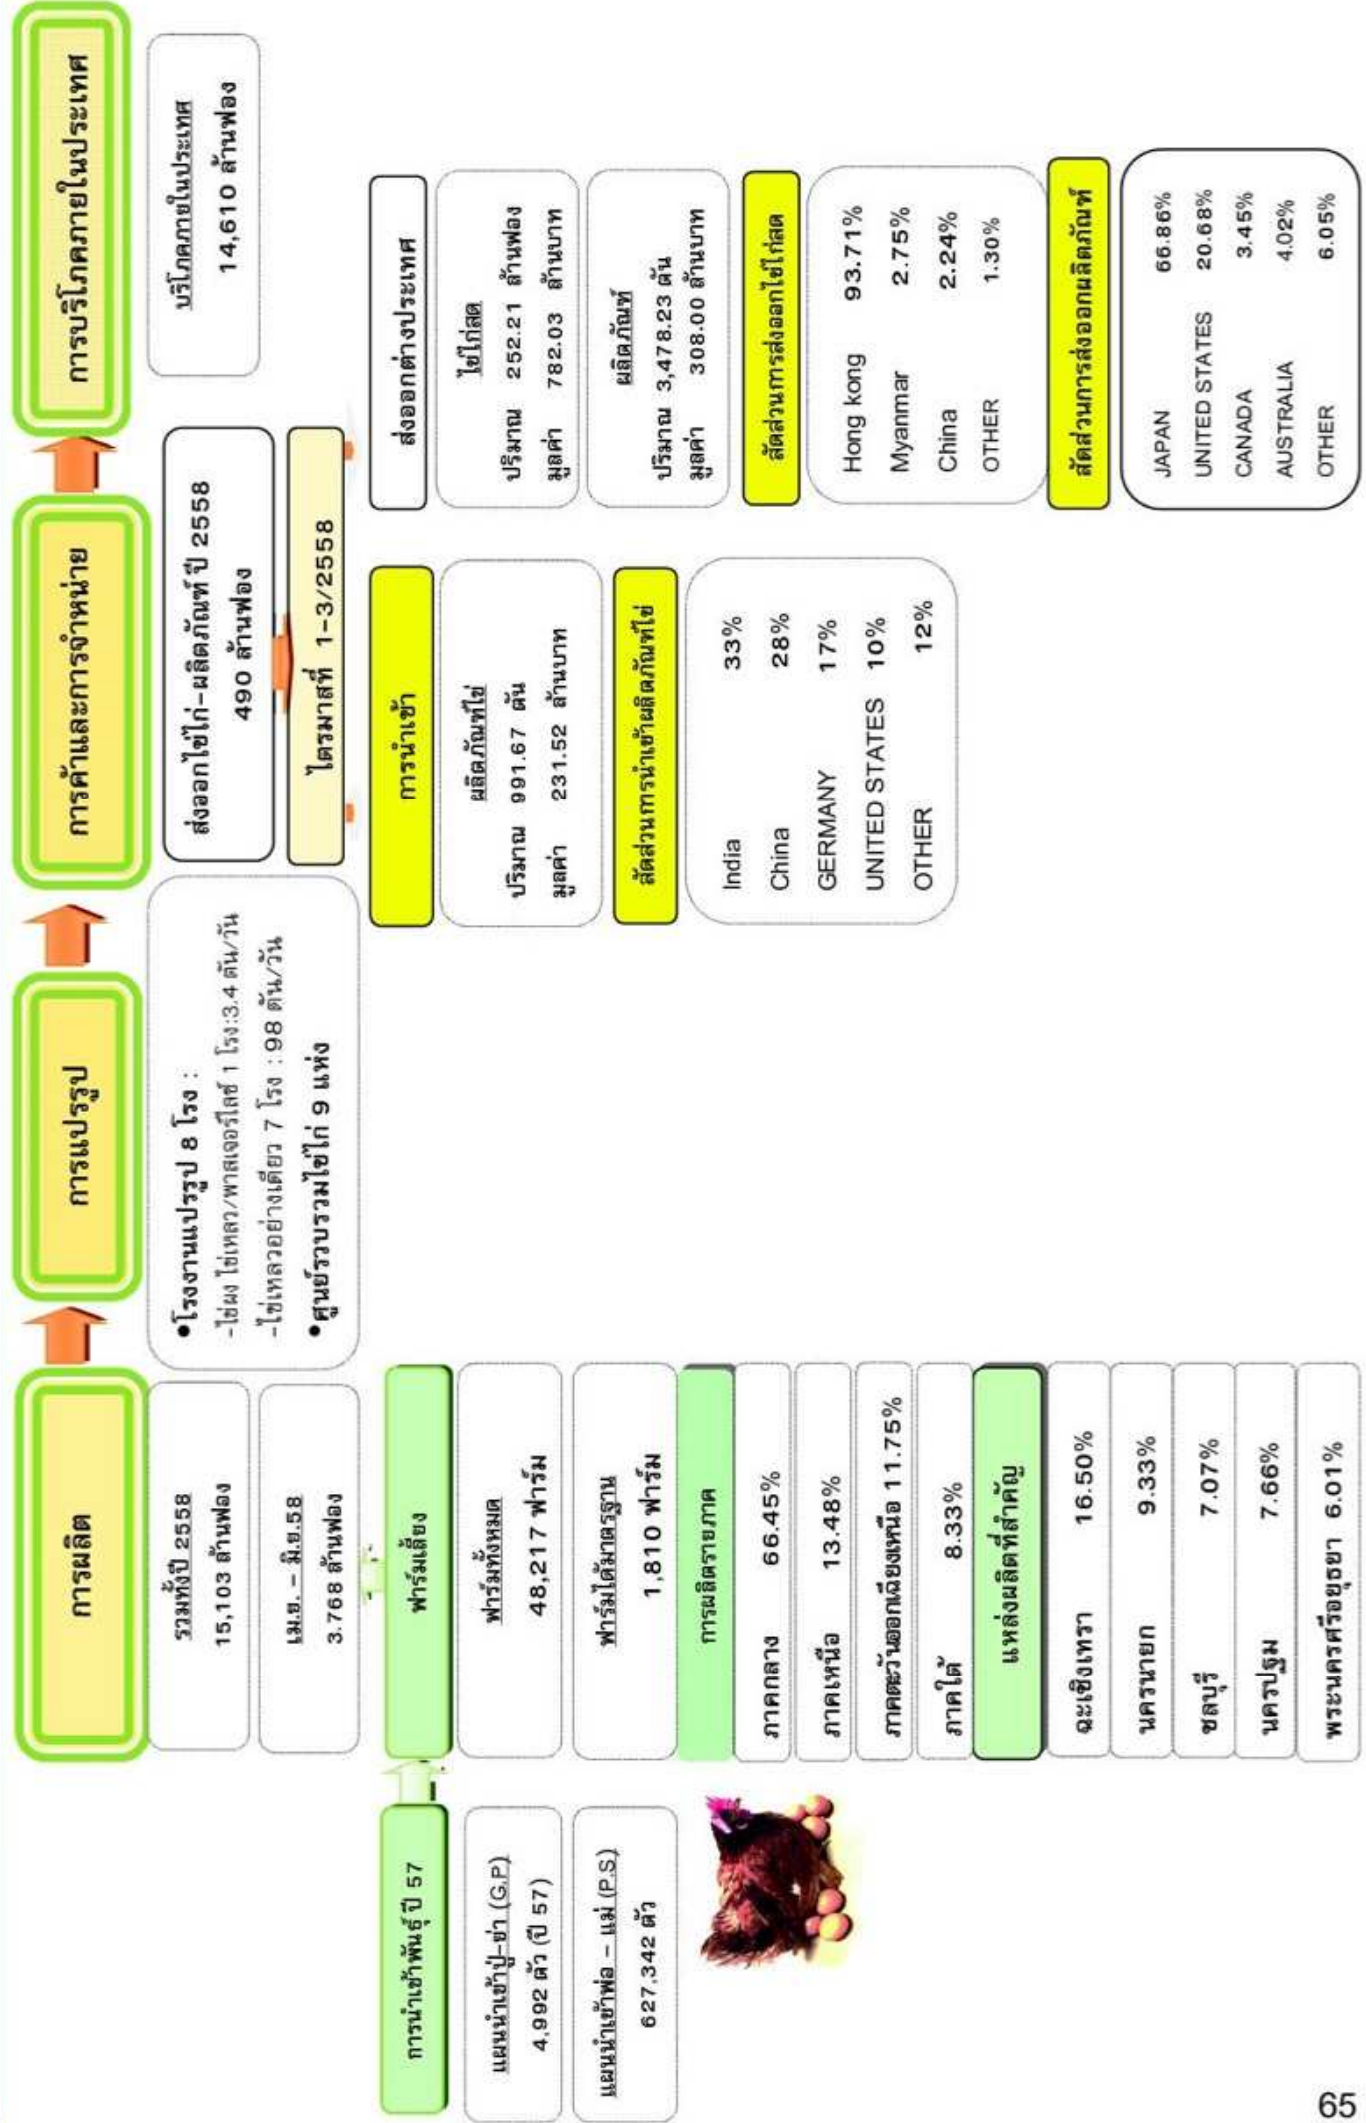 การผลิต
การแปรรูป
การค้าและการจำหน่าย
การบริโภคภายในประเทศ
รวมทั้งปี 2558
15,103 ล้านฟอง
เม.ย. - มิ.ย.58
3.768 ล้านฟอง
•โรงงานแปรรูป 8 โรง :
-ไข่ผง ไข่เหลว/พาสเจอร์ไลซ์ 1 โรง:3.4 ตัน/วัน
-ไข่เหลวอย่างเดียว 7 โรง : 98 ตัน/วัน
•ศูนย์รวบรวมไข่ไก่ 9 แห่ง
ส่งออกไข่ไก่-ผลิตภัณฑ์ ปี 2558
490 ล้านฟอง
ไตรมาสที่ 1-3/2558
บริโภคภายในประเทศ
14,610 ล้านฟอง
การนำเข้าพันธุ์ ปี 57
แผนนำเข้าปู่-ย่า (G.P)
4,992 ตัว (ปี 57)
แผนนำเข้าพ่อ - แม่ (P.S)
627,342 ตัว
ฟาร์มเลี้ยง
ฟาร์มทั้งหมด
48,217 ฟาร์ม
ฟาร์มได้มาตรฐาน
1,810 ฟาร์ม
การผลิตรายภาค
ภาคกลาง 66.45%
ภาคเหนือ 13.48%
ภาคตะวันออกเฉียงเหนือ 11.75%
ภาคใต้ 8.33%
แหล่งผลิตที่สำคัญ
ฉะเชิงเทรา 16.50%
นครนายก 9.33%
ชลบุรี 7.07%
นครปฐม 7.66%
พระนครศรีอยุธยา 6.01%
การนำเข้า
ผลิตภัณฑ์ไข่
ปริมาณ 991.67 ตัน
มูลค่า 231.52 ล้านบาท
สัดส่วนการนำเข้าผลิตภัณฑ์ไข่
India 33%
China 28%
GERMANY 17%
UNITED STATES 10%
OTHER 12%
ส่งออกต่างประเทศ
ไข่ไก่สด
ปริมาณ 252.21 ล้านฟอง
มูลค่า 782.03 ล้านบาท
ผลิตภัณฑ์
ปริมาณ 3,478.23 ตัน
มูลค่า 308.00 ล้านบาท
สัดส่วนการส่งออกไข่ไก่สด
Hong kong 93.71%
Myanmar 2.75%
China 2.24%
OTHER 1.30%
สัดส่วนการส่งออกผลิตภัณฑ์
JAPAN 66.86%
UNITED STATES 20.68%
CANADA 3.45%
AUSTRALIA 4.02%
OTHER 6.05%
65